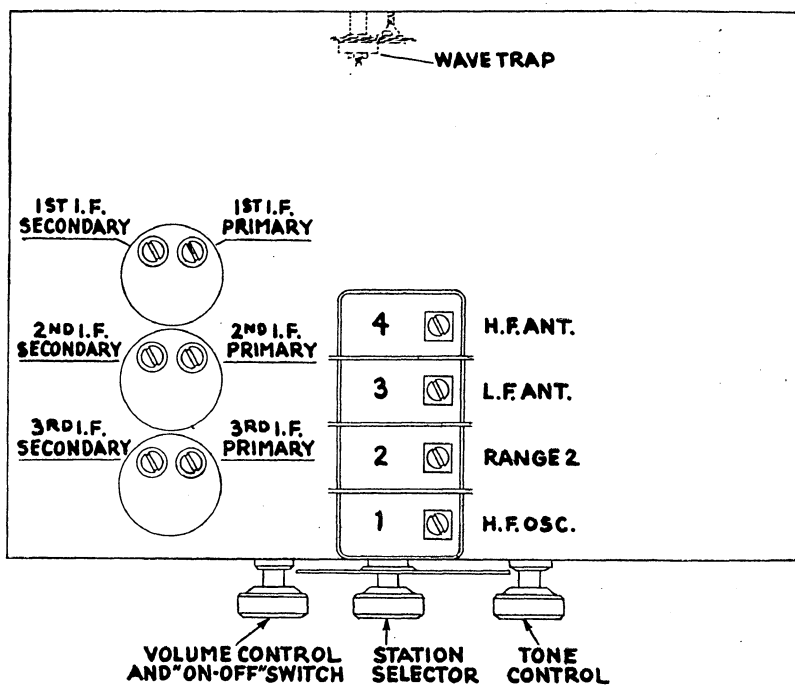 WAVE TRAP
1ST I.F.
SECONDARY
1ST I.F.
PRIMARY
2ND I.F.
SECONDARY
2ND I.F.
PRIMARY
3RD I.F.
SECONDARY
3RD I.F.
PRIMARY
4 H.F. ANT.
3 L.F. ANT.
2 RANGE 2
1 H.F. OSC.
VOLUME CONTROL
AND "ON-OFF" SWITCH
STATION
SELECTOR
TONE
CONTROL